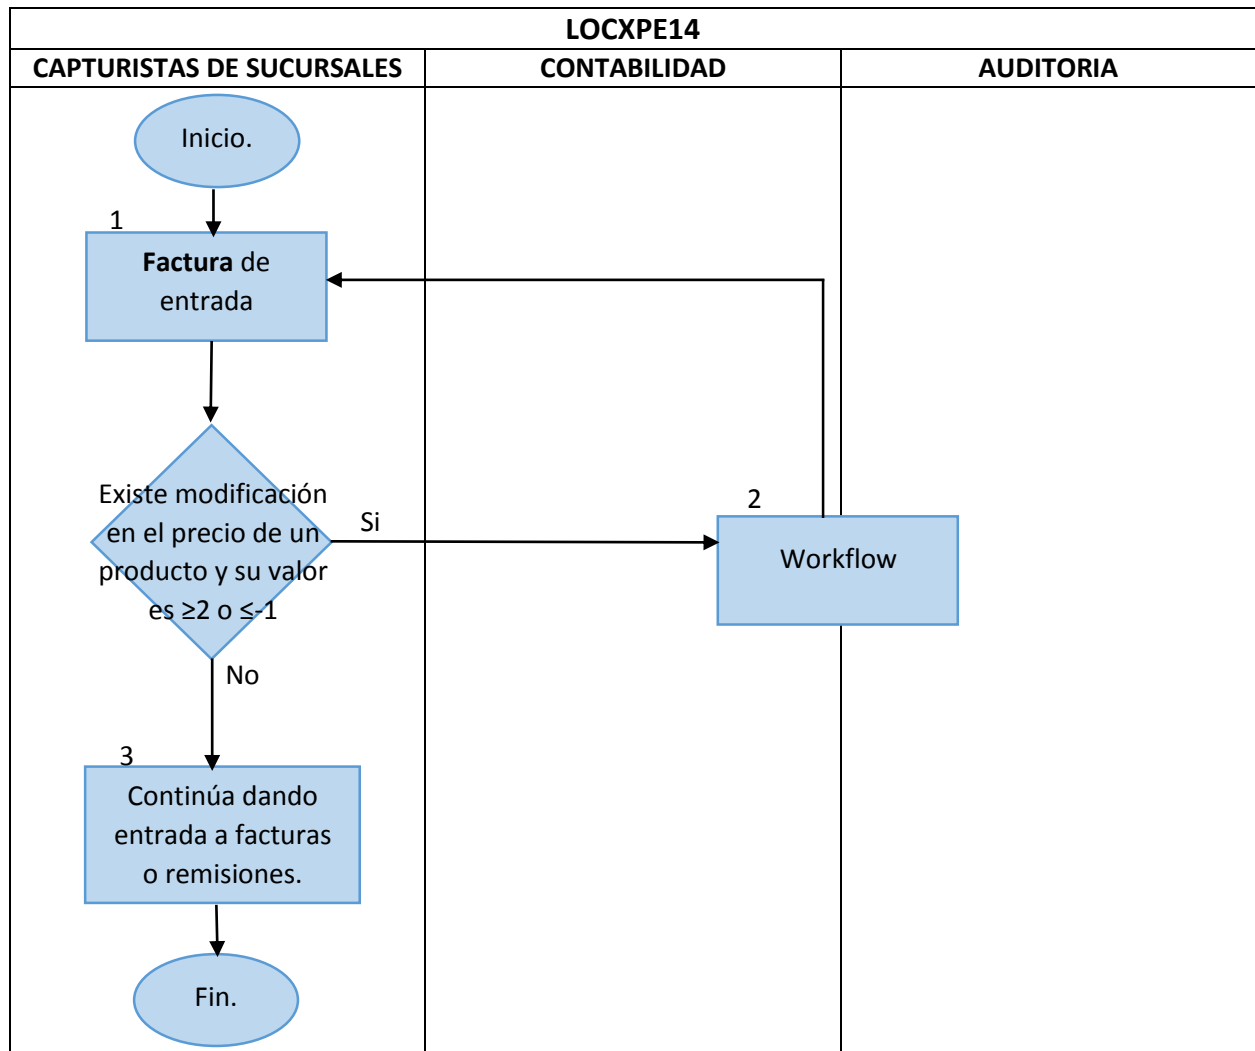 LOCXPE14
CAPTURISTAS DE SUCURSALES
CONTABILIDAD
AUDITORIA
Inicio.
1
Factura de
entrada
Existe modificación
en el precio de un
producto y su valor
es ≥2 o ≤-1
Si
2
Workflow
No
3
Continúa dando
entrada a facturas
o remisiones.
Fin.